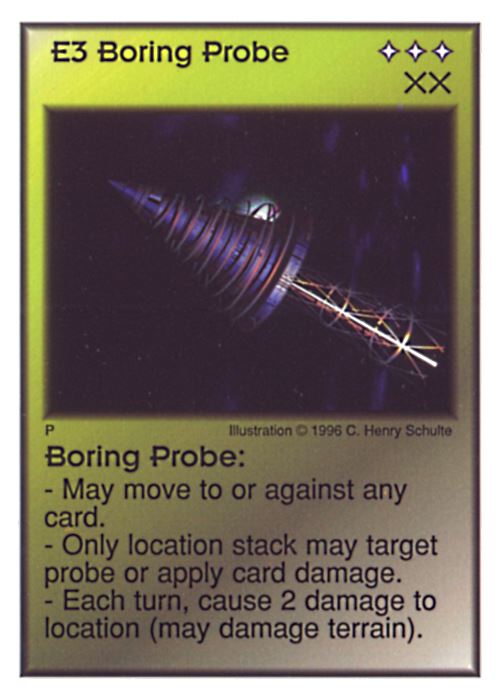 E3 Boring Probe
XX
P
Illustration © 1996 C. Henry Schulte
Boring Probe:
- May move to or against any
card.
- Only location stack may target
probe or apply card damage.
- Each turn, cause 2 damage to
location (may damage terrain).